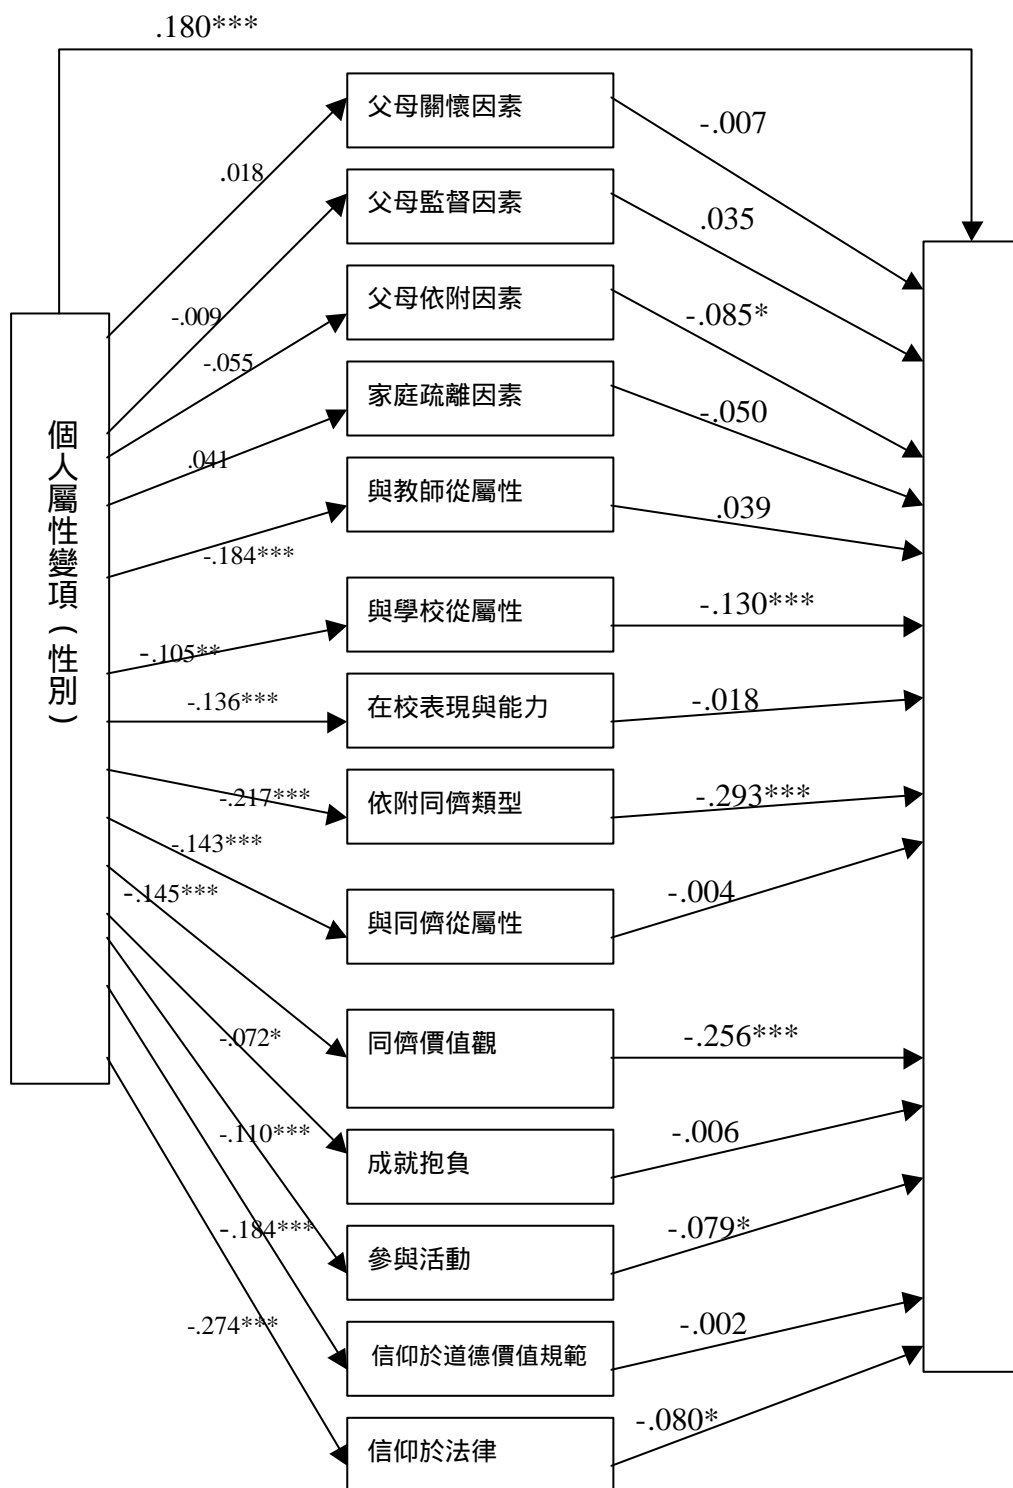 .180***
父母關懷因素
-.007
.018
父母監督因素
.035
-.009
父母依附因素
-.085*
-.055
家庭疏離因素
-.050
個人屬性變項（性別）
.041
與教師從屬性
.039
-.184***
與學校從屬性
-.130***
-.105**
在校表現與能力
-.136***
-.018
依附同儕類型
-.217***
-.293***
-.143***
-.145***
與同儕從屬性
-.004
同儕價值觀
-.072*
-.256***
-.110***
成就抱負
-.006
-.184***
參與活動
-.079*
-.274***
信仰於道德價值規範
-.002
信仰於法律
-.080*